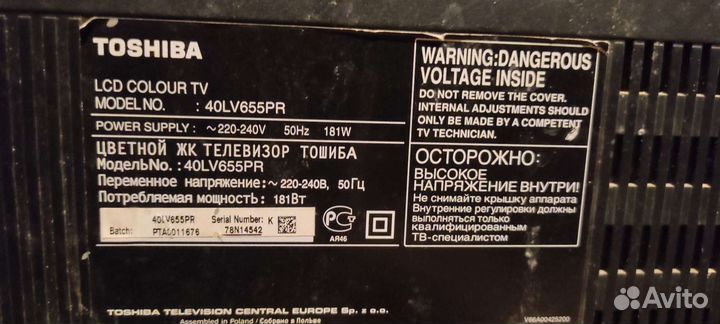 TOSHIBA
LCD COLOUR TV
MODEL NO. : 40LV655PR
POWER SUPPLY : ~220-240V 50Hz 181W
ЦВЕТНОЙ ЖК ТЕЛЕВИЗОР ТОШИБА
МодельNo. :40LV655PR
Переменное напряжение:~220-240В, 50Гц
Потребляемая мощность: 181Вт
40LV655PR Serial Number: K
Batch: PTA0011676 78N14542
АЯ46
WARNING:DANGEROUS
VOLTAGE INSIDE
DO NOT REMOVE THE COVER.
INTERNAL ADJUSTMENTS SHOULD
ONLY BE MADE BY A COMPETENT
TV TECHNICIAN.
ОСТОРОЖНО:
ВЫСОКОЕ
НАПРЯЖЕНИЕ ВНУТРИ!
Не снимайте крышку аппарата
Внутренние регулировки должны
выполняться только
квалифицированным
ТВ-специалистом
TOSHIBA TELEVISION CENTRAL EUROPE Sp. z o.o.
Assembled in Poland / Собрано в Польше
V66A00425200
Avito